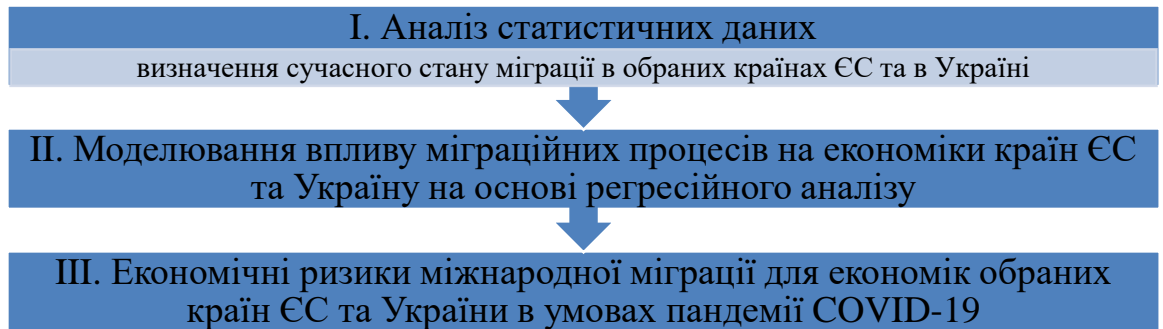 I. Аналіз статистичних даних
визначення сучасного стану міграції в обраних країнах ЄС та в Україні
II. Моделювання впливу міграційних процесів на економіки країн ЄС
та Україну на основі регресійного аналізу
III. Економічні ризики міжнародної міграції для економік обраних
країн ЄС та України в умовах пандемії COVID-19